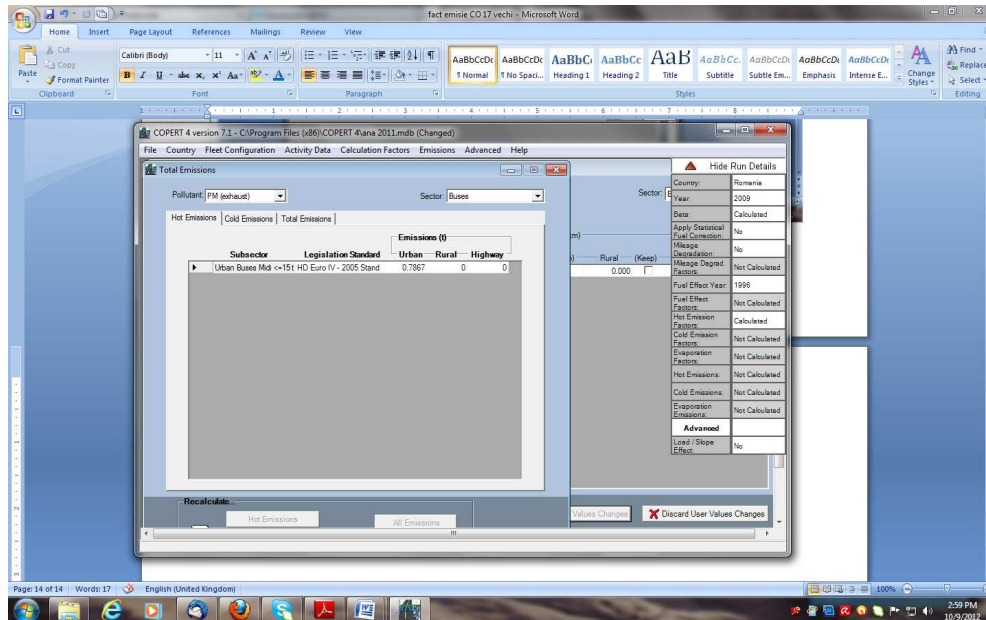 fact emisie CO 17 vechi - Microsoft Word
Home Insert Page Layout References Mailings Review View
Cut
Copy
Format Painter
Paste
Clipboard
Calibri (Body) 11
Font
Paragraph
AaBbCcDc AaBbCcDc AaBbC AaBbCc AaB AaBbCc. AaBbCcDc AaBbCcDc AaBbCcDc
¶ Normal ¶ No Spaci... Heading 1 Heading 2 Title Subtitle Subtle Em... Emphasis Intense E...
Change Styles
Styles
Find
Replace
Select
Editing
COPERT 4 version 7.1 - C:\Program Files (x86)\COPERT 4\ana 2011.mdb (Changed)
File Country Fleet Configuration Activity Data Calculation Factors Emissions Advanced Help
Total Emissions
Pollutant: PM (exhaust) Sector: Buses
Hot Emissions Cold Emissions Total Emissions
Emissions (t)
Subsector Legislation Standard Urban Rural Highway
Urban Buses Midi <=15 t HD Euro IV - 2005 Stand 0.7867 0 0
Recalculate...
Hot Emissions All Emissions
Sector:
Rural (Keep)
0.000
Values Changes Discard User Values Changes
Hide Run Details
Country: Romania
Year: 2009
Beta: Calculated
Apply Statistical Fuel Correction: No
Mileage Degradation: No
Mileage Degrad. Factors: Not Calculated
Fuel Effect Year: 1996
Fuel Effect Factors: Not Calculated
Hot Emission Factors: Calculated
Cold Emission Factors: Not Calculated
Evaporation Factors: Not Calculated
Hot Emissions: Not Calculated
Cold Emissions: Not Calculated
Evaporation Emissions: Not Calculated
Advanced
Load / Slope Effect: No
Page: 14 of 14 Words: 17 English (United Kingdom) 100%
2:59 PM
10/9/2012